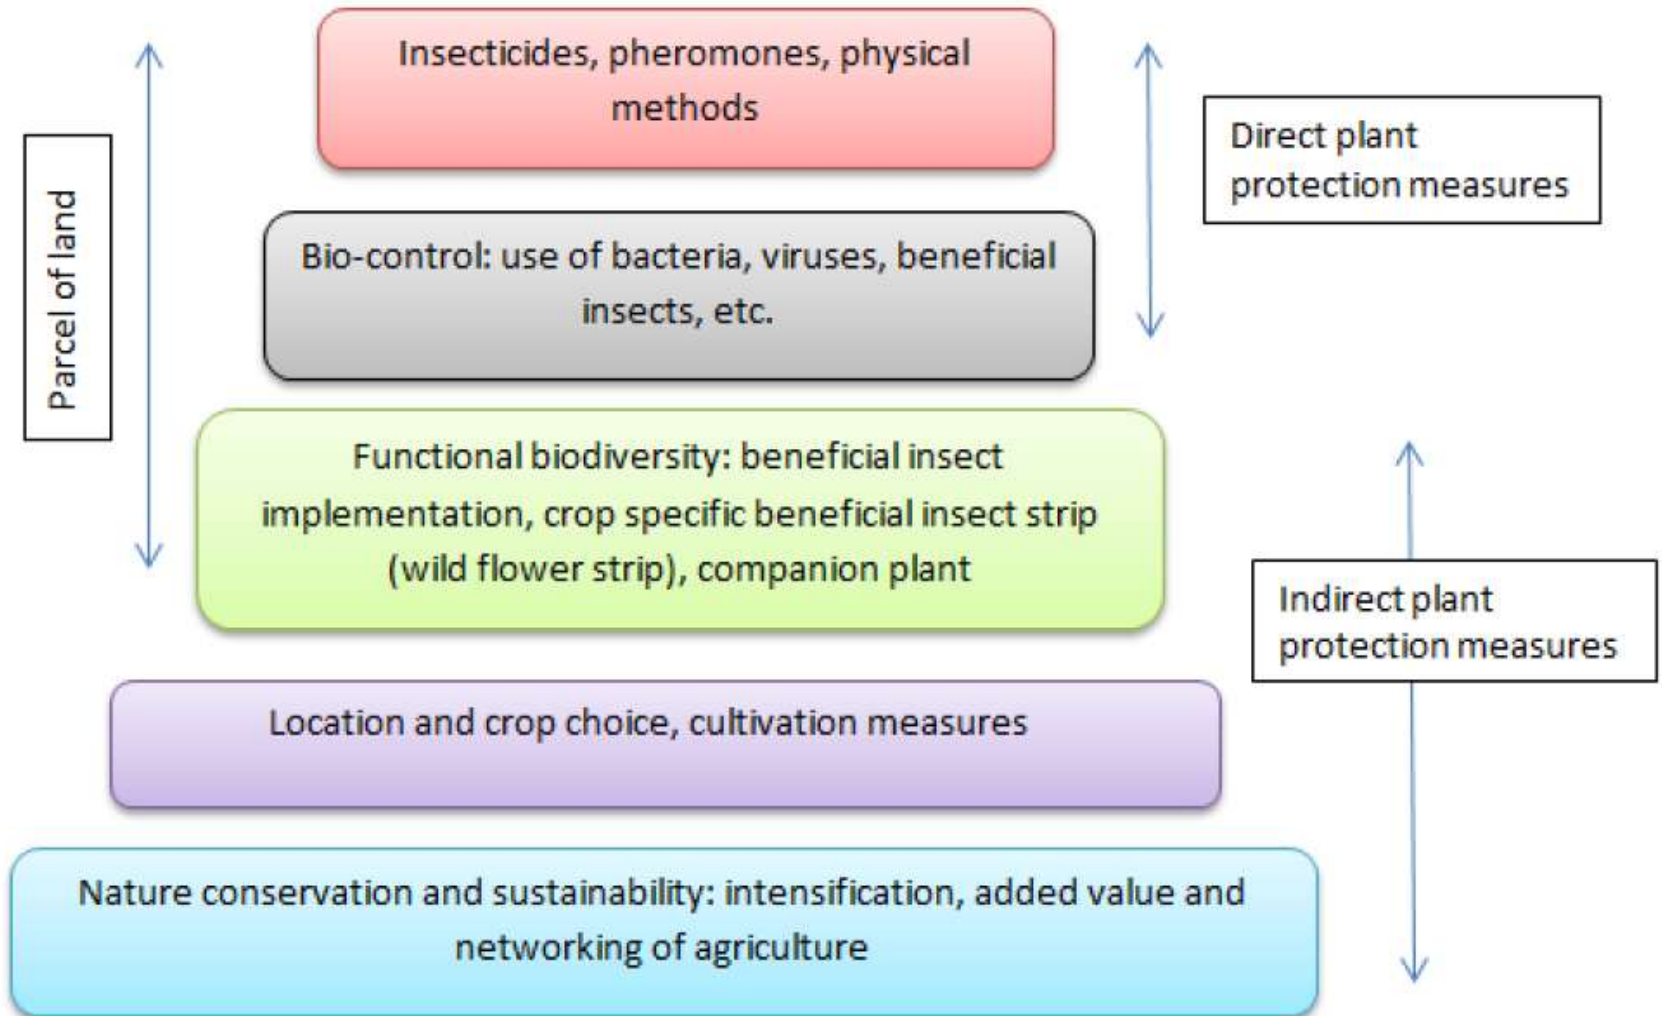 Insecticides, pheromones, physical
methods
Direct plant
protection measures
Parcel of land
Bio-control: use of bacteria, viruses, beneficial
insects, etc.
Functional biodiversity: beneficial insect
implementation, crop specific beneficial insect strip
(wild flower strip), companion plant
Indirect plant
protection measures
Location and crop choice, cultivation measures
Nature conservation and sustainability: intensification, added value and
networking of agriculture